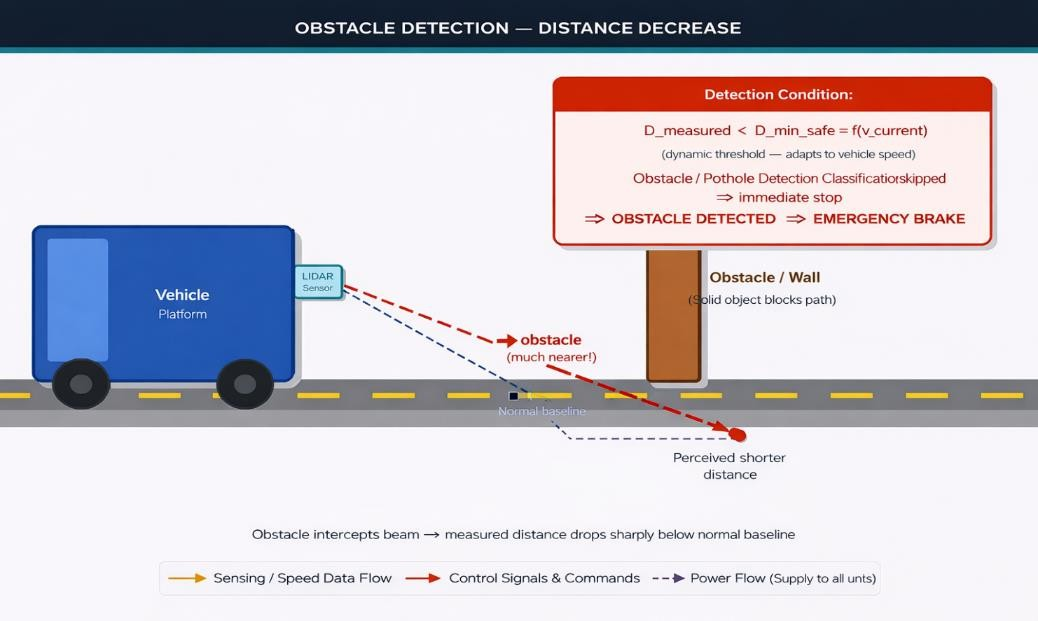 OBSTACLE DETECTION — DISTANCE DECREASE
Detection Condition:
D_measured < D_min_safe = f(v_current)
(dynamic threshold — adapts to vehicle speed)
Obstacle / Pothole Detection Classificationskipped
⇒ immediate stop
⇒ OBSTACLE DETECTED ⇒ EMERGENCY BRAKE
LIDAR
Sensor
Vehicle
Platform
Obstacle / Wall
(Solid object blocks path)
obstacle
(much nearer!)
Normal baseline
Perceived shorter
distance
Obstacle intercepts beam → measured distance drops sharply below normal baseline
Sensing / Speed Data Flow
Control Signals & Commands
Power Flow (Supply to all unts)